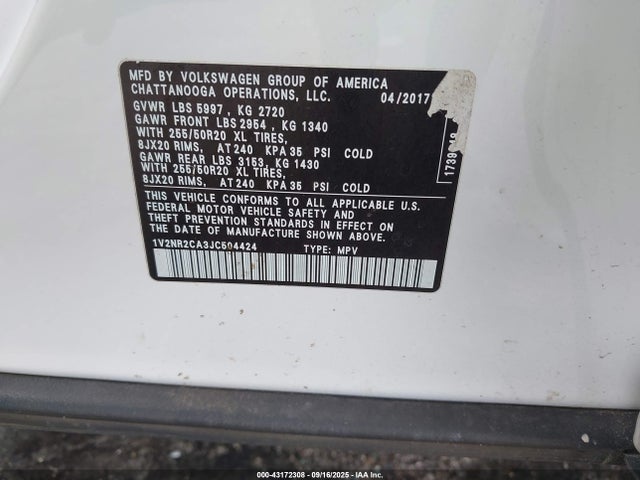 MFD BY VOLKSWAGEN GROUP OF AMERICA
CHATTANOOGA OPERATIONS, LLC. 04/2017
GVWR LBS 5997, KG 2720
GAWR FRONT LBS 2954, KG 1340
WITH 255/50R20 XL TIRES,
8JX20 RIMS, AT 240 KPA 35 PSI COLD
GAWR REAR LBS 3153, KG 1430
WITH 255/50R20 XL TIRES,
8JX20 RIMS, AT 240 KPA 35 PSI COLD
THIS VEHICLE CONFORMS TO ALL APPLICABLE
FEDERAL MOTOR VEHICLE SAFETY AND
THEFT PREVENTION STANDARDS IN EFFECT ON
THE DATE OF MANUFACTURE SHOWN ABOVE.
1V2NR2CA3JC504424 TYPE: MPV
000-43172308 - 09/16/2025 - IAAI.COM